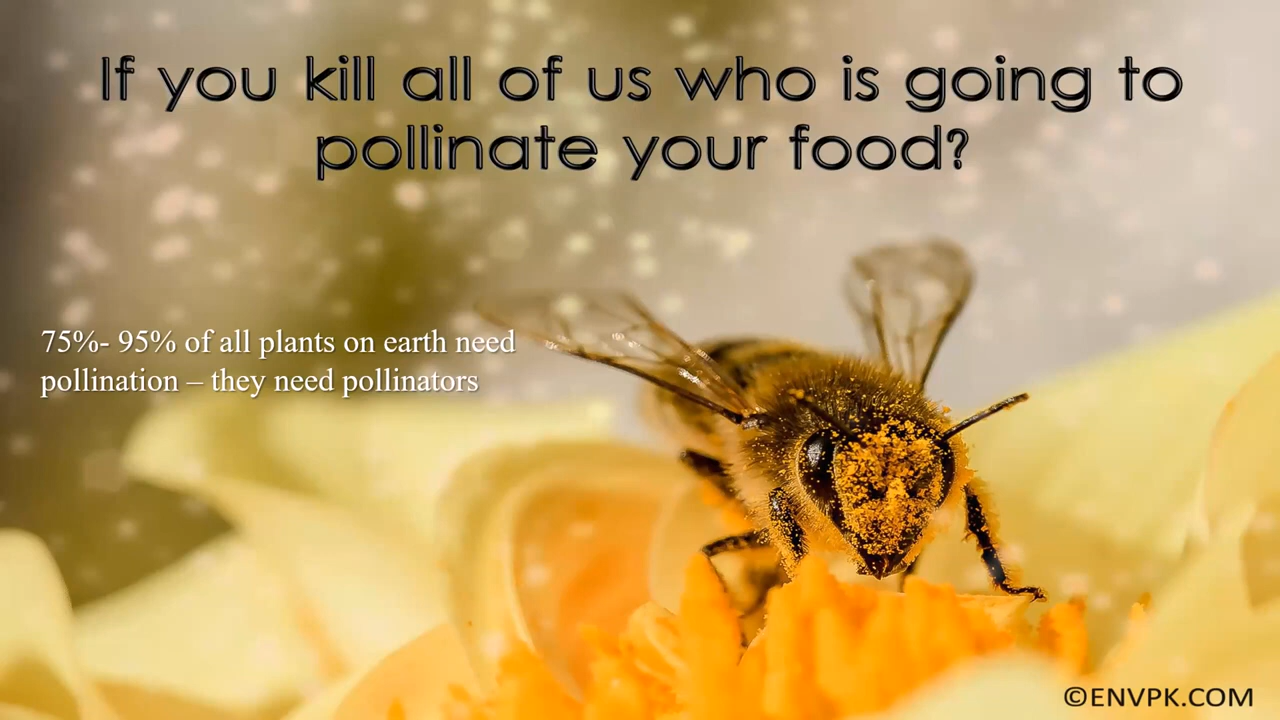 If you kill all of us who is going to
pollinate your food?
75%- 95% of all plants on earth need
pollination – they need pollinators
©ENVPK.COM